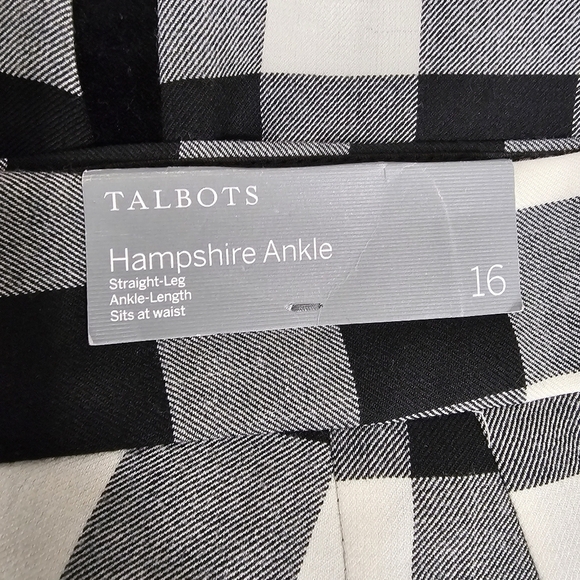 TALBOTS
Hampshire Ankle
Straight-Leg
Ankle-Length
Sits at waist
16